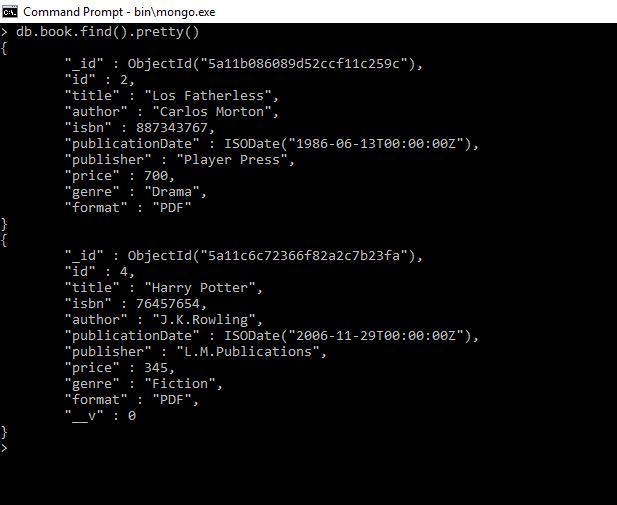 Command Prompt - bin\mongo.exe
> db.book.find().pretty()
{
        "_id" : ObjectId("5a11b086089d52ccf11c259c"),
        "id" : 2,
        "title" : "Los Fatherless",
        "author" : "Carlos Morton",
        "isbn" : 887343767,
        "publicationDate" : ISODate("1986-06-13T00:00:00Z"),
        "publisher" : "Player Press",
        "price" : 700,
        "genre" : "Drama",
        "format" : "PDF"
}
{
        "_id" : ObjectId("5a11c6c72366f82a2c7b23fa"),
        "id" : 4,
        "title" : "Harry Potter",
        "isbn" : 76457654,
        "author" : "J.K.Rowling",
        "publicationDate" : ISODate("2006-11-29T00:00:00Z"),
        "publisher" : "L.M.Publications",
        "price" : 345,
        "genre" : "Fiction",
        "format" : "PDF",
        "__v" : 0
}
>